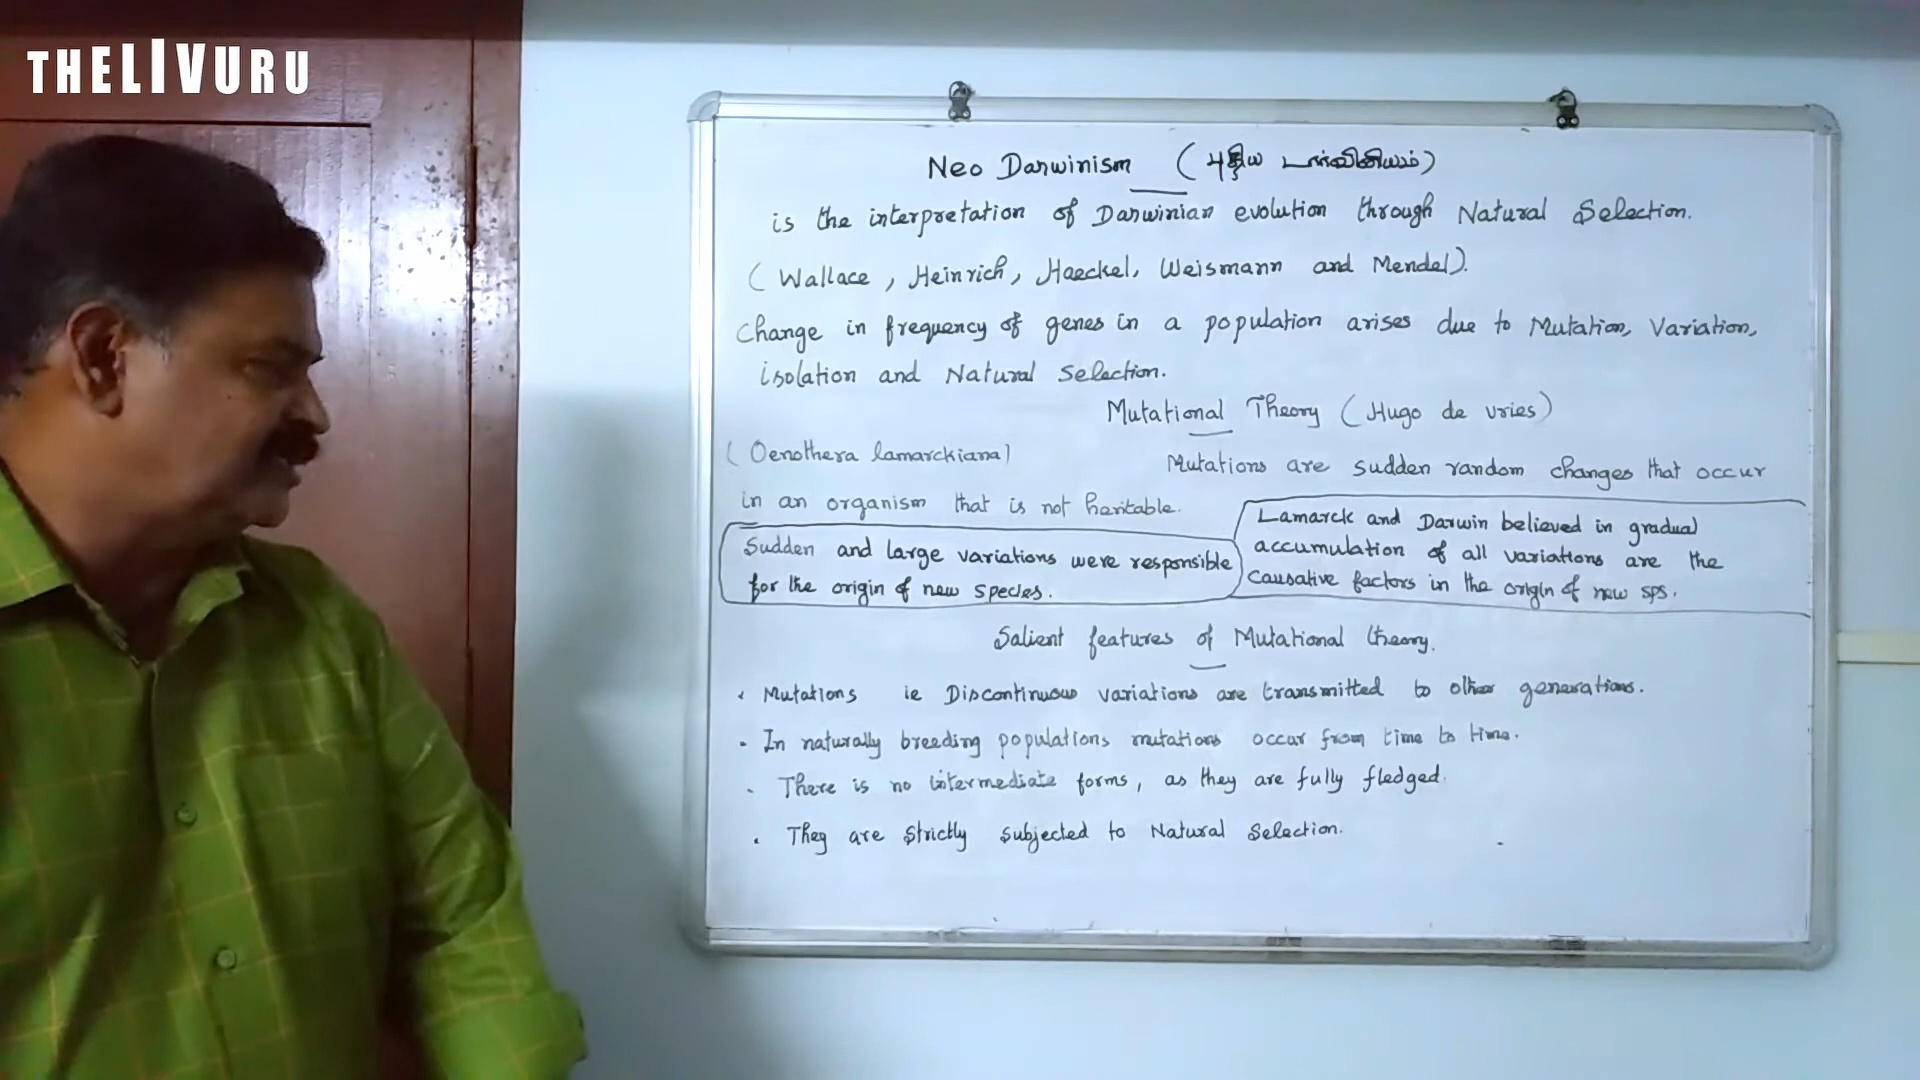 THELIVURU
Neo Darwinism (புதிய டார்வினியம்)
is the interpretation of Darwinian evolution through Natural Selection.
(Wallace, Heinrich, Haeckel, Weismann and Mendel).
Change in frequency of genes in a population arises due to Mutation, Variation,
isolation and Natural Selection.
Mutational Theory (Hugo de vries)
(Oenothera lamarckiana)
Mutations are sudden random changes that occur
in an organism that is not heritable.
Sudden and large variations were responsible
for the origin of new species.
Lamarck and Darwin believed in gradual
accumulation of all variations are the
causative factors in the origin of new sps.
Salient features of Mutational theory.
• Mutations ie Discontinuous variations are transmitted to other generations.
• In naturally breeding populations mutations occur from time to time.
• There is no intermediate forms, as they are fully fledged.
• They are strictly subjected to Natural Selection.